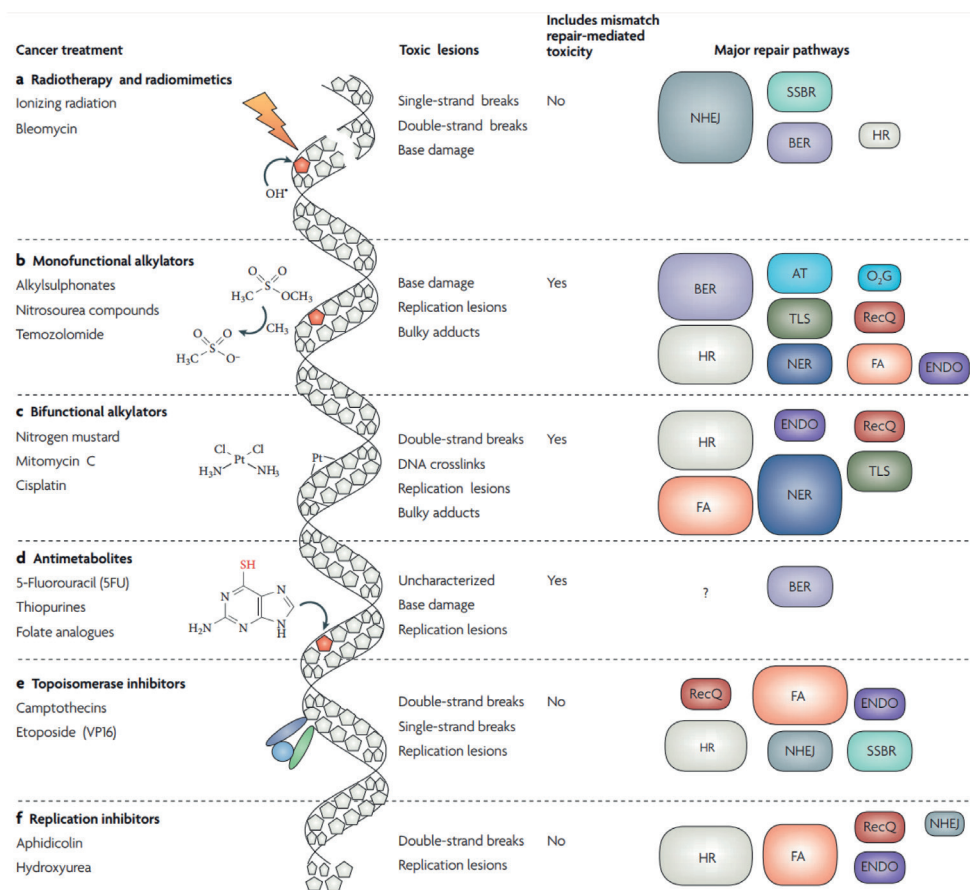 Cancer treatment
Toxic lesions
Includes mismatch
repair-mediated
toxicity
Major repair pathways
a Radiotherapy and radiomimetics
Ionizing radiation
Bleomycin
OH•
Single-strand breaks
Double-strand breaks
Base damage
No
NHEJ
SSBR
BER
HR
b Monofunctional alkylators
Alkylsulphonates
Nitrosourea compounds
Temozolomide
O O
S
H₃C OCH₃
CH₃
O O
S
H₃C O⁻
Base damage
Replication lesions
Bulky adducts
Yes
BER
AT
O₂G
TLS
RecQ
HR
NER
FA
ENDO
c Bifunctional alkylators
Nitrogen mustard
Mitomycin C
Cisplatin
Cl Cl
Pt
H₃N NH₃
Pt
Double-strand breaks
DNA crosslinks
Replication lesions
Bulky adducts
Yes
HR
ENDO
RecQ
TLS
FA
NER
d Antimetabolites
5-Fluorouracil (5FU)
Thiopurines
Folate analogues
SH
N N
H₂N N N
H
Uncharacterized
Base damage
Replication lesions
Yes
?
BER
e Topoisomerase inhibitors
Camptothecins
Etoposide (VP16)
Double-strand breaks
Single-strand breaks
Replication lesions
No
RecQ
FA
ENDO
HR
NHEJ
SSBR
f Replication inhibitors
Aphidicolin
Hydroxyurea
Double-strand breaks
Replication lesions
No
HR
FA
RecQ
NHEJ
ENDO